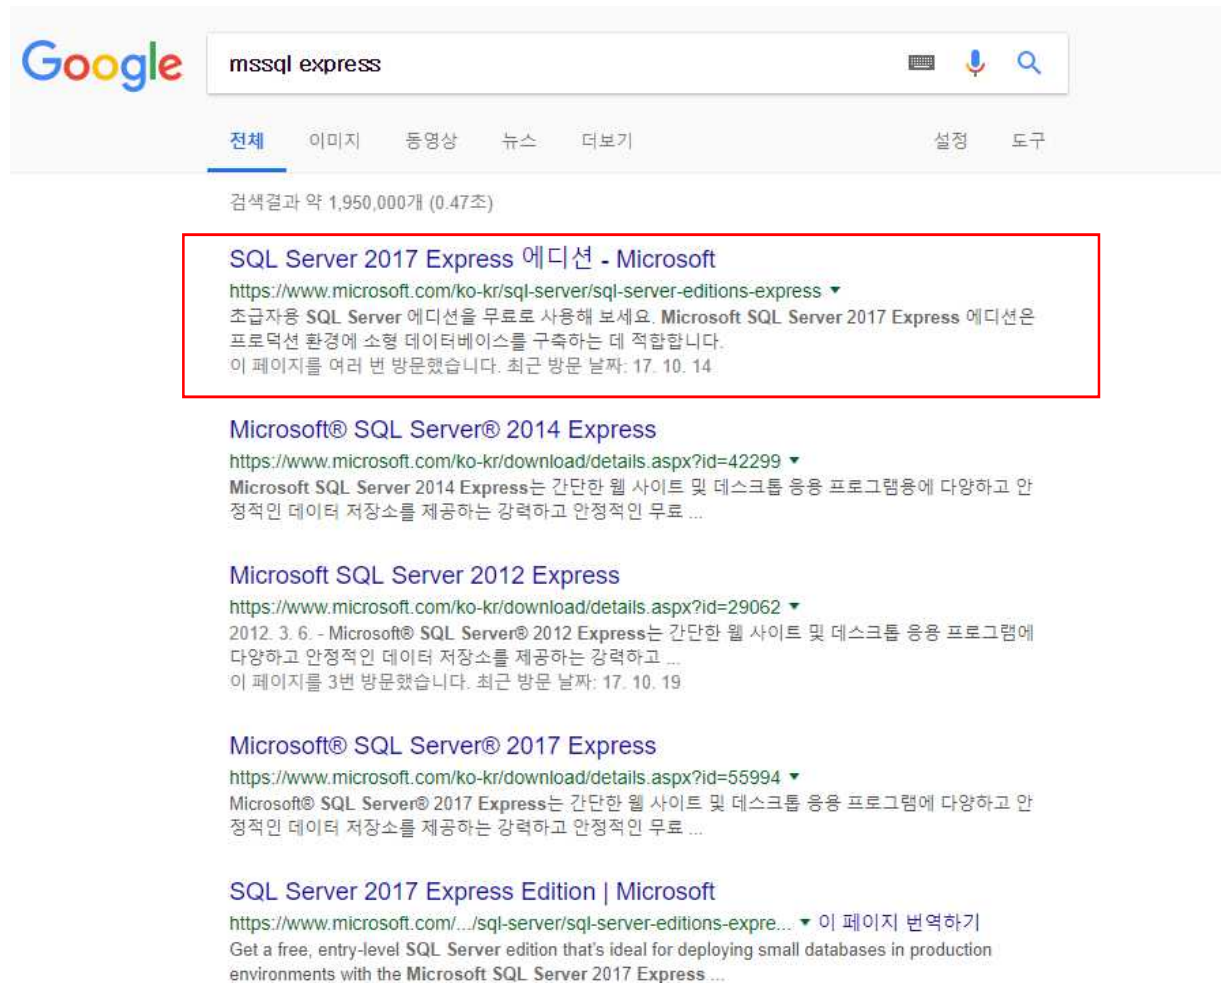 Google
mssql express
전체 이미지 동영상 뉴스 더보기 설정 도구
검색결과 약 1,950,000개 (0.47초)
SQL Server 2017 Express 에디션 - Microsoft
https://www.microsoft.com/ko-kr/sql-server/sql-server-editions-express
초급자용 SQL Server 에디션을 무료로 사용해 보세요. Microsoft SQL Server 2017 Express 에디션은
프로덕션 환경에 소형 데이터베이스를 구축하는 데 적합합니다.
이 페이지를 여러 번 방문했습니다. 최근 방문 날짜: 17. 10. 14
Microsoft® SQL Server® 2014 Express
https://www.microsoft.com/ko-kr/download/details.aspx?id=42299
Microsoft SQL Server 2014 Express는 간단한 웹 사이트 및 데스크톱 응용 프로그램용에 다양하고 안
정적인 데이터 저장소를 제공하는 강력하고 안정적인 무료 ...
Microsoft SQL Server 2012 Express
https://www.microsoft.com/ko-kr/download/details.aspx?id=29062
2012. 3. 6. - Microsoft® SQL Server® 2012 Express는 간단한 웹 사이트 및 데스크톱 응용 프로그램에
다양하고 안정적인 데이터 저장소를 제공하는 강력하고 ...
이 페이지를 3번 방문했습니다. 최근 방문 날짜: 17. 10. 19
Microsoft® SQL Server® 2017 Express
https://www.microsoft.com/ko-kr/download/details.aspx?id=55994
Microsoft® SQL Server® 2017 Express는 간단한 웹 사이트 및 데스크톱 응용 프로그램에 다양하고 안
정적인 데이터 저장소를 제공하는 강력하고 안정적인 무료 ...
SQL Server 2017 Express Edition | Microsoft
https://www.microsoft.com/.../sql-server/sql-server-editions-expre... 이 페이지 번역하기
Get a free, entry-level SQL Server edition that's ideal for deploying small databases in production
environments with the Microsoft SQL Server 2017 Express ...